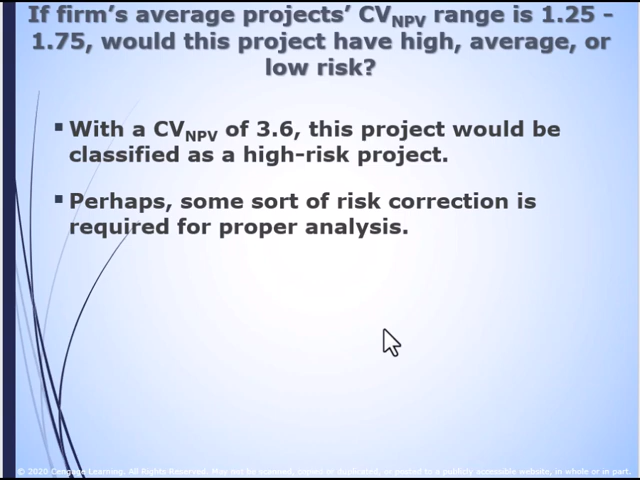 If firm's average projects' CVNPV range is 1.25 -
1.75, would this project have high, average, or
low risk?
With a CVNPV of 3.6, this project would be
classified as a high-risk project.
Perhaps, some sort of risk correction is
required for proper analysis.
© 2020 Cengage Learning. All Rights Reserved. May not be scanned, copied or duplicated, or posted to a publicly accessible website, in whole or in part.